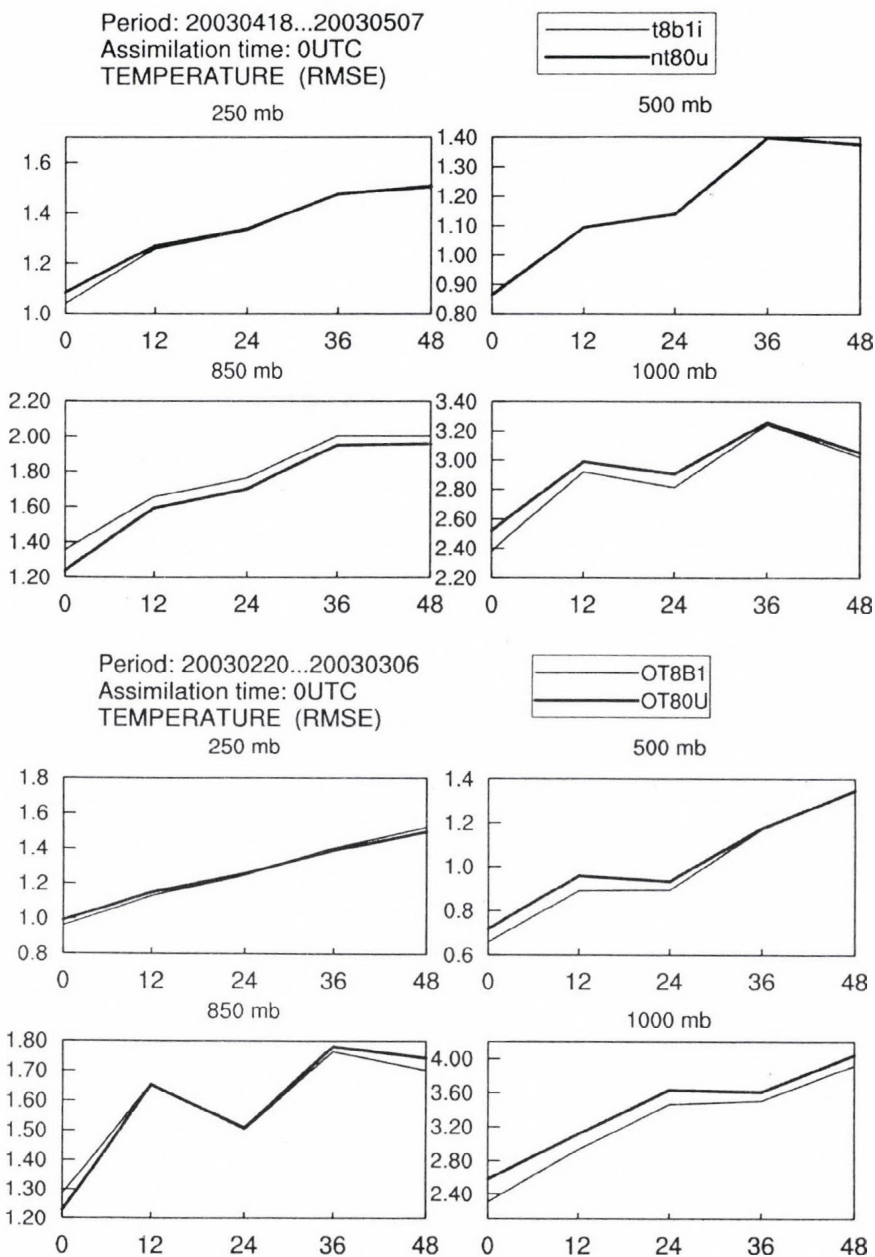 Period: 20030418...20030507
Assimilation time: 0UTC
TEMPERATURE (RMSE)
t8b1i
nt80u
250 mb
1.6
1.4
1.2
1.0
0 12 24 36 48
500 mb
1.40
1.30
1.20
1.10
1.00
0.90
0.80
0 12 24 36 48
850 mb
2.20
2.00
1.80
1.60
1.40
1.20
0 12 24 36 48
1000 mb
3.40
3.20
3.00
2.80
2.60
2.40
2.20
0 12 24 36 48
Period: 20030220...20030306
Assimilation time: 0UTC
TEMPERATURE (RMSE)
OT8B1
OT80U
250 mb
1.8
1.6
1.4
1.2
1.0
0.8
0 12 24 36 48
500 mb
1.4
1.2
1.0
0.8
0.6
0 12 24 36 48
850 mb
1.80
1.70
1.60
1.50
1.40
1.30
1.20
0 12 24 36 48
1000 mb
4.00
3.60
3.20
2.80
2.40
0 12 24 36 48